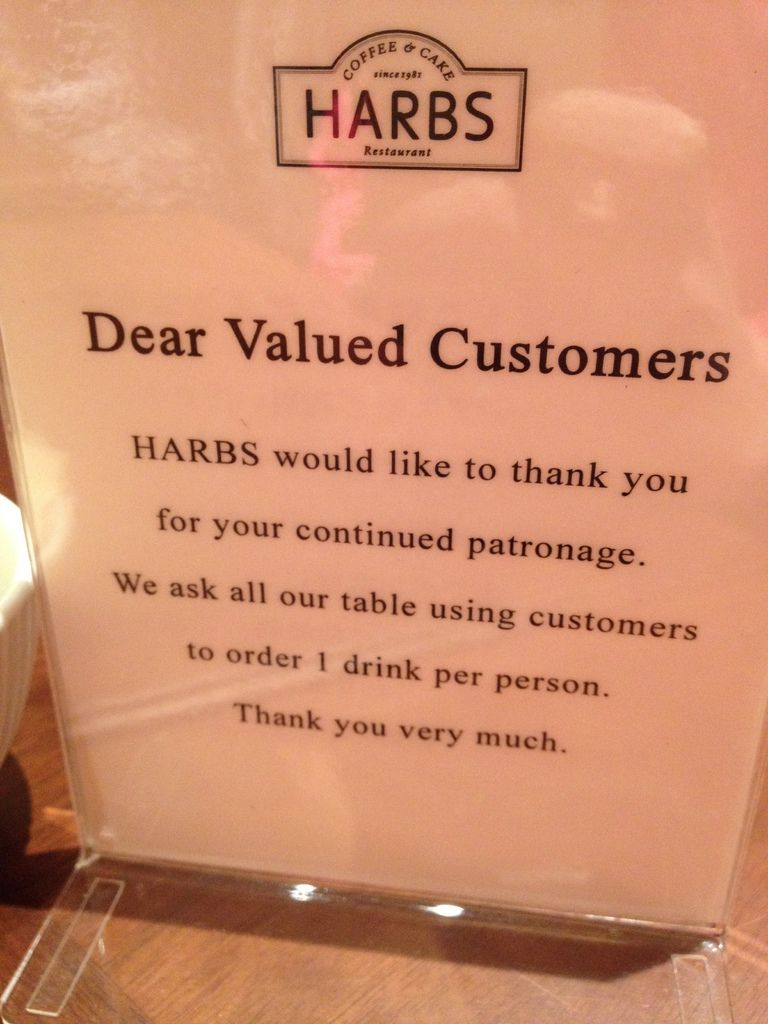 COFFEE & CAKE
since 1981
HARBS
Restaurant
Dear Valued Customers
HARBS would like to thank you
for your continued patronage.
We ask all our table using customers
to order 1 drink per person.
Thank you very much.